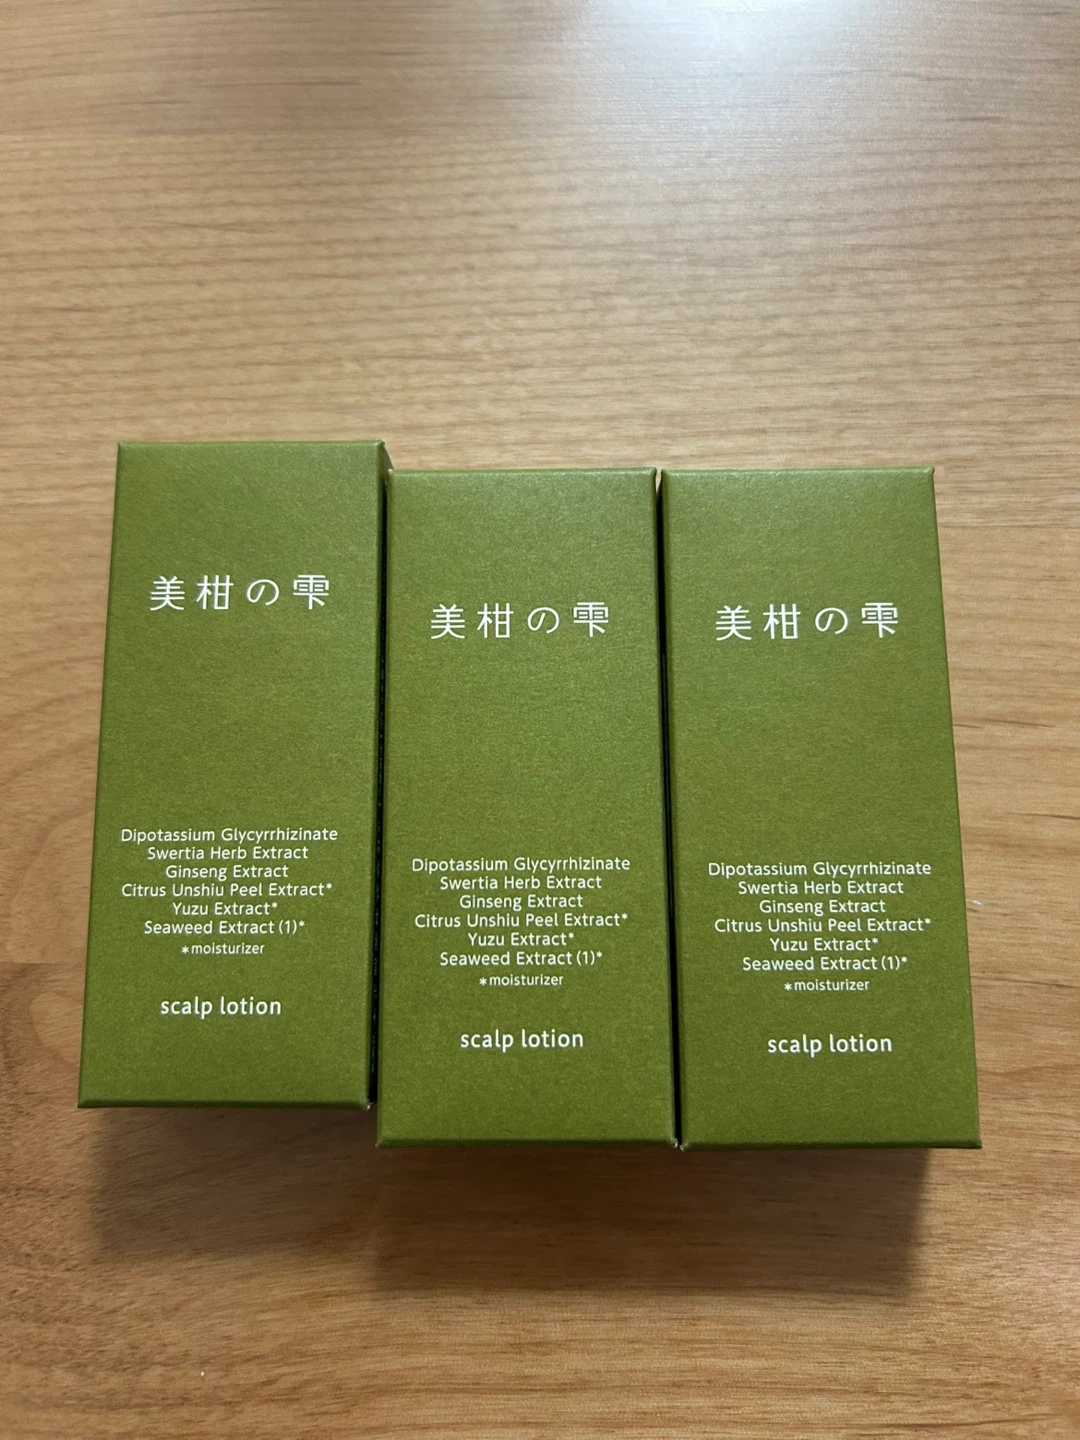 美柑の雫
Dipotassium Glycyrrhizinate
Swertia Herb Extract
Ginseng Extract
Citrus Unshiu Peel Extract*
Yuzu Extract*
Seaweed Extract (1)*
*moisturizer
scalp lotion
美柑の雫
Dipotassium Glycyrrhizinate
Swertia Herb Extract
Ginseng Extract
Citrus Unshiu Peel Extract*
Yuzu Extract*
Seaweed Extract (1)*
*moisturizer
scalp lotion
美柑の雫
Dipotassium Glycyrrhizinate
Swertia Herb Extract
Ginseng Extract
Citrus Unshiu Peel Extract*
Yuzu Extract*
Seaweed Extract (1)*
*moisturizer
scalp lotion